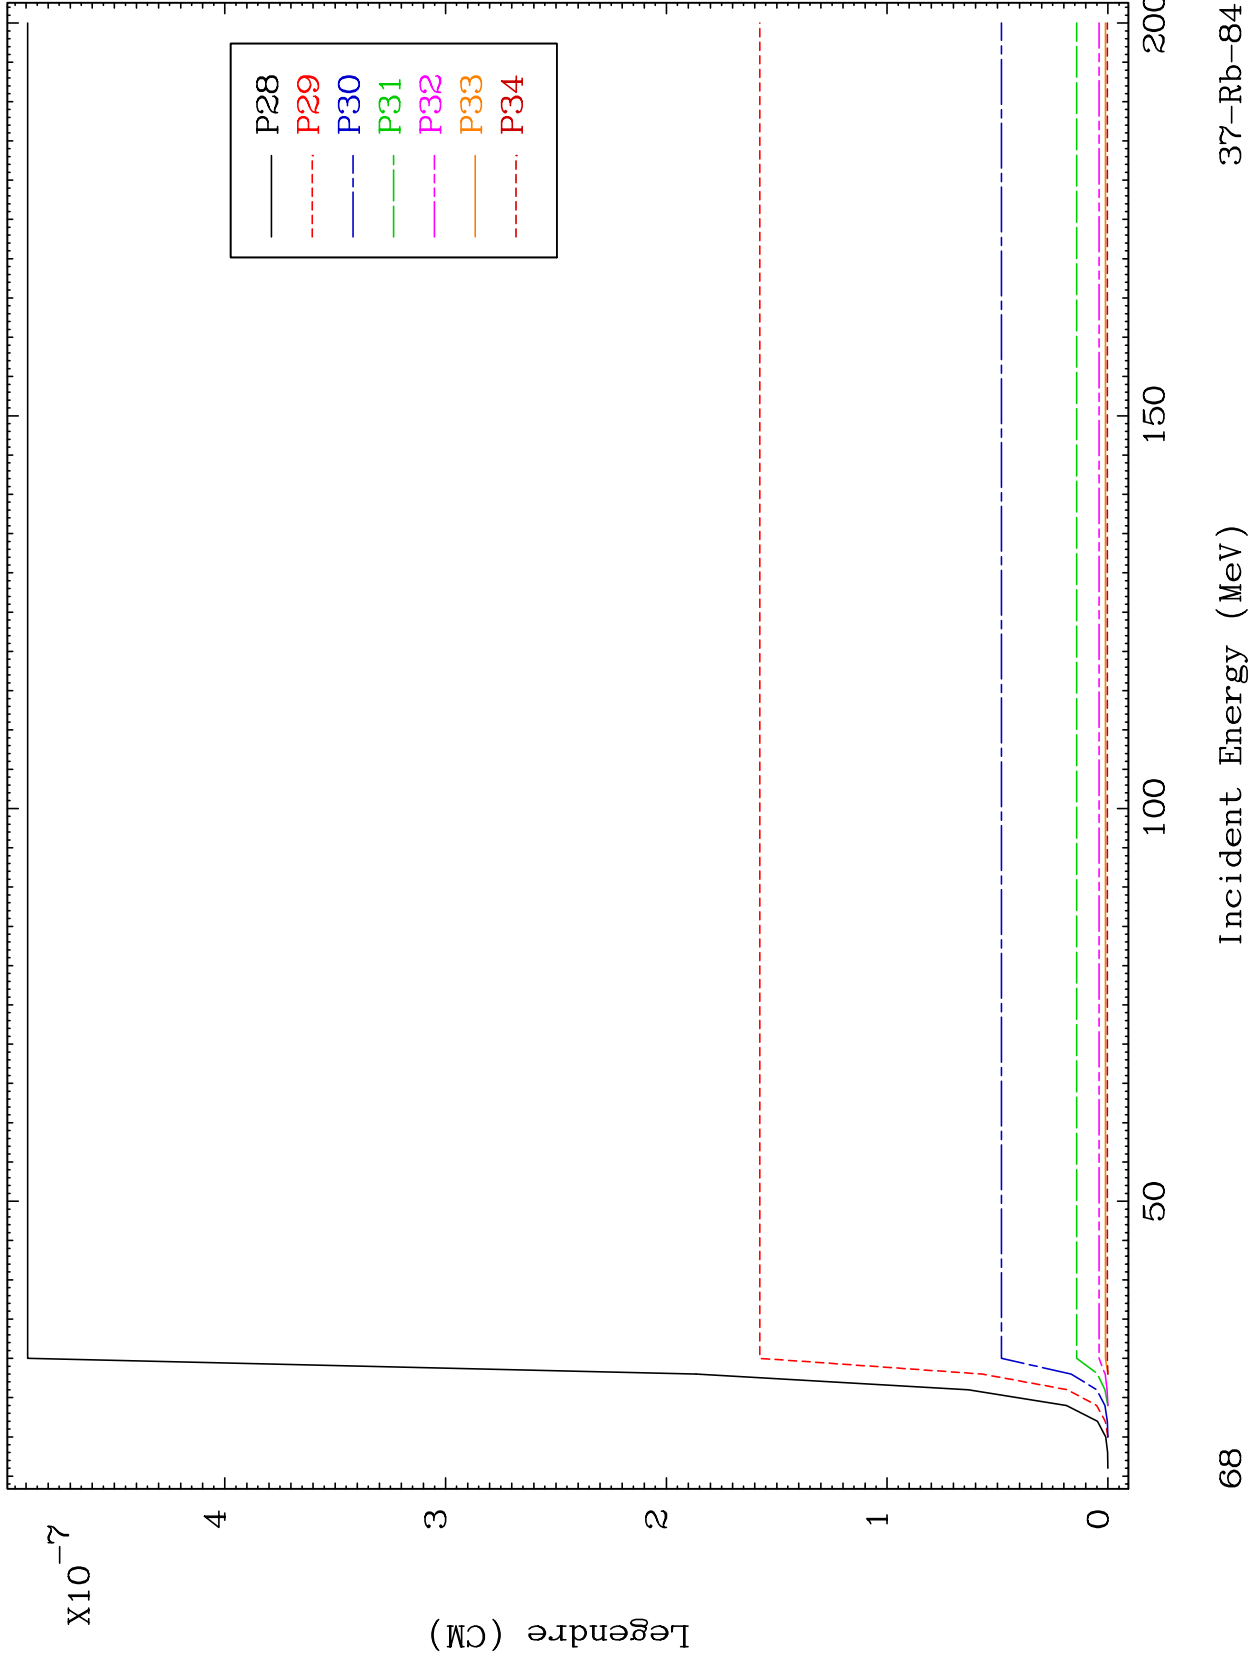 X10-7
4
3
2
1
0
Legendre (CM)
P28
P29
P30
P31
P32
P33
P34
50
100
150
200
68
Incident Energy (MeV)
37-Rb-84